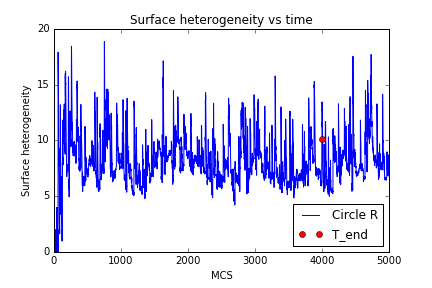 Surface heterogeneity vs time
20
15
10
5
0
Surface heterogeneity
0 1000 2000 3000 4000 5000
MCS
Circle R
T_end